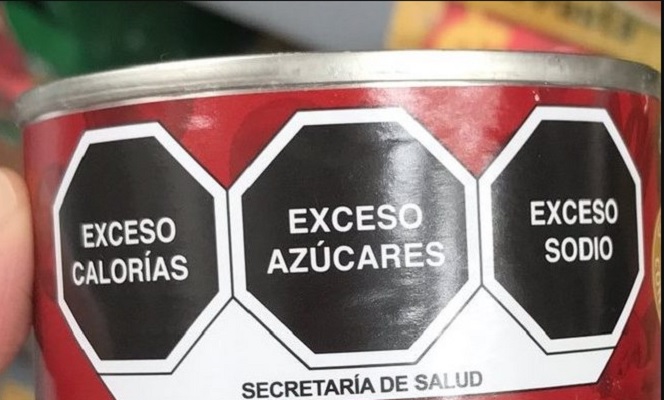 EXCESO
CALORÍAS
EXCESO
AZÚCARES
EXCESO
SODIO
SECRETARÍA DE SALUD